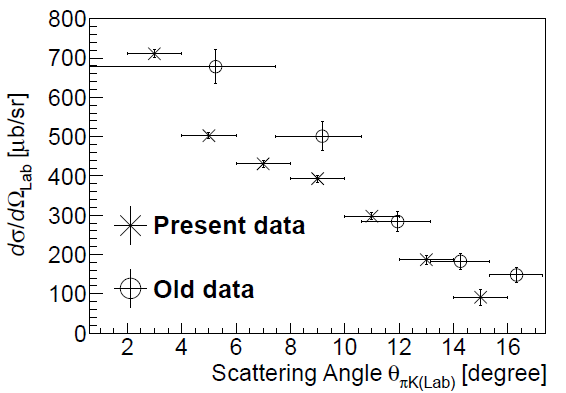 800
700
600
500
400
300
200
100
0
dσ/dΩLab [μb/sr]
Present data
Old data
2 4 6 8 10 12 14 16
Scattering Angle θπK(Lab) [degree]